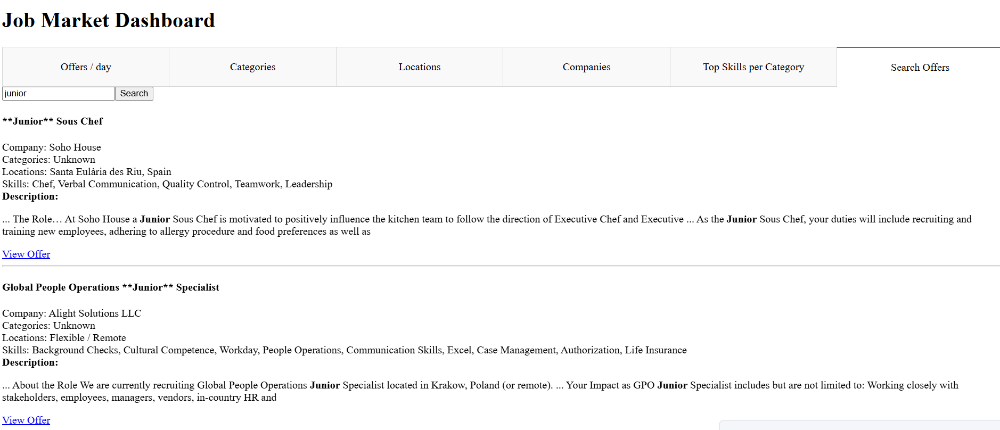 Job Market Dashboard
Offers / day
Categories
Locations
Companies
Top Skills per Category
Search Offers
junior
Search
**Junior** Sous Chef
Company: Soho House
Categories: Unknown
Locations: Santa Eulària des Riu, Spain
Skills: Chef, Verbal Communication, Quality Control, Teamwork, Leadership
Description:
... The Role… At Soho House a Junior Sous Chef is motivated to positively influence the kitchen team to follow the direction of Executive Chef and Executive ... As the Junior Sous Chef, your duties will include recruiting and
training new employees, adhering to allergy procedure and food preferences as well as
View Offer
Global People Operations **Junior** Specialist
Company: Alight Solutions LLC
Categories: Unknown
Locations: Flexible / Remote
Skills: Background Checks, Cultural Competence, Workday, People Operations, Communication Skills, Excel, Case Management, Authorization, Life Insurance
Description:
... About the Role We are currently recruiting Global People Operations Junior Specialist located in Krakow, Poland (or remote). ... Your Impact as GPO Junior Specialist includes but are not limited to: Working closely with
stakeholders, employees, managers, vendors, in-country HR and
View Offer